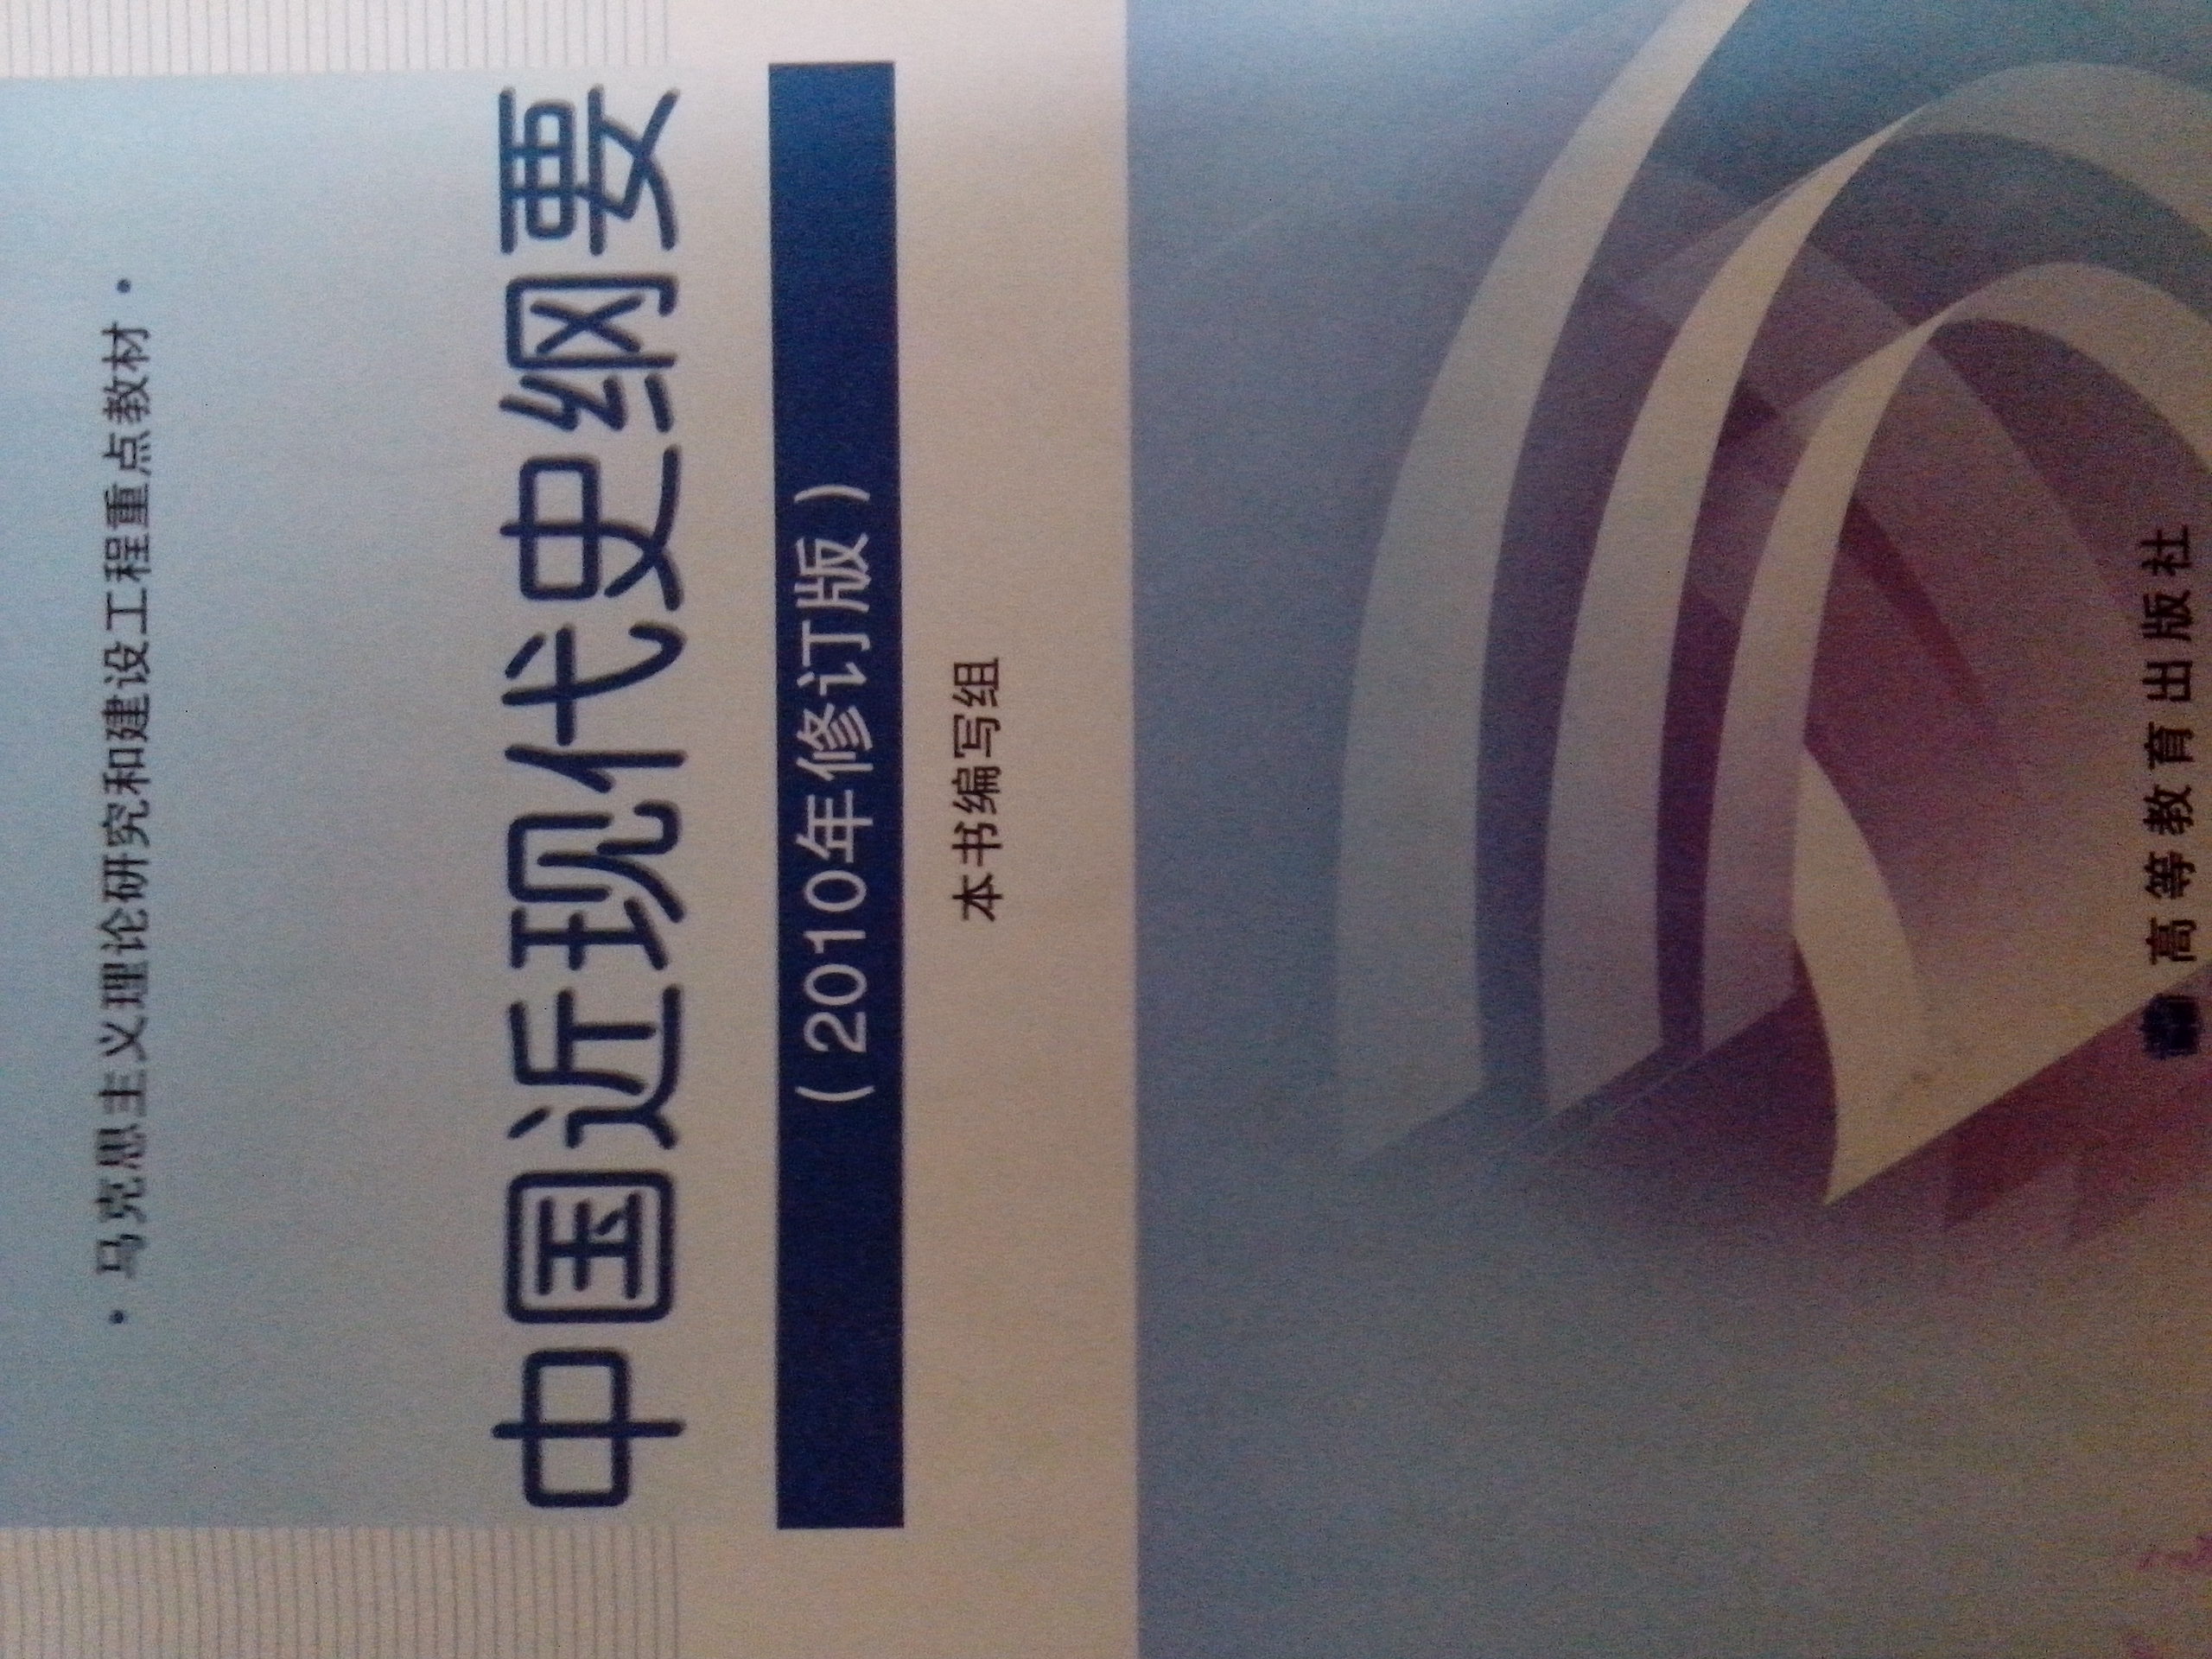 ·马克思主义理论研究和建设工程重点教材·
中国近现代史纲要
(2010年修订版)
本书编写组
高等教育出版社